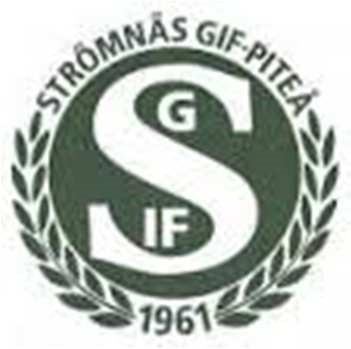 STRÖMNÄS GIF-PITEÅ
S
G
IF
1961